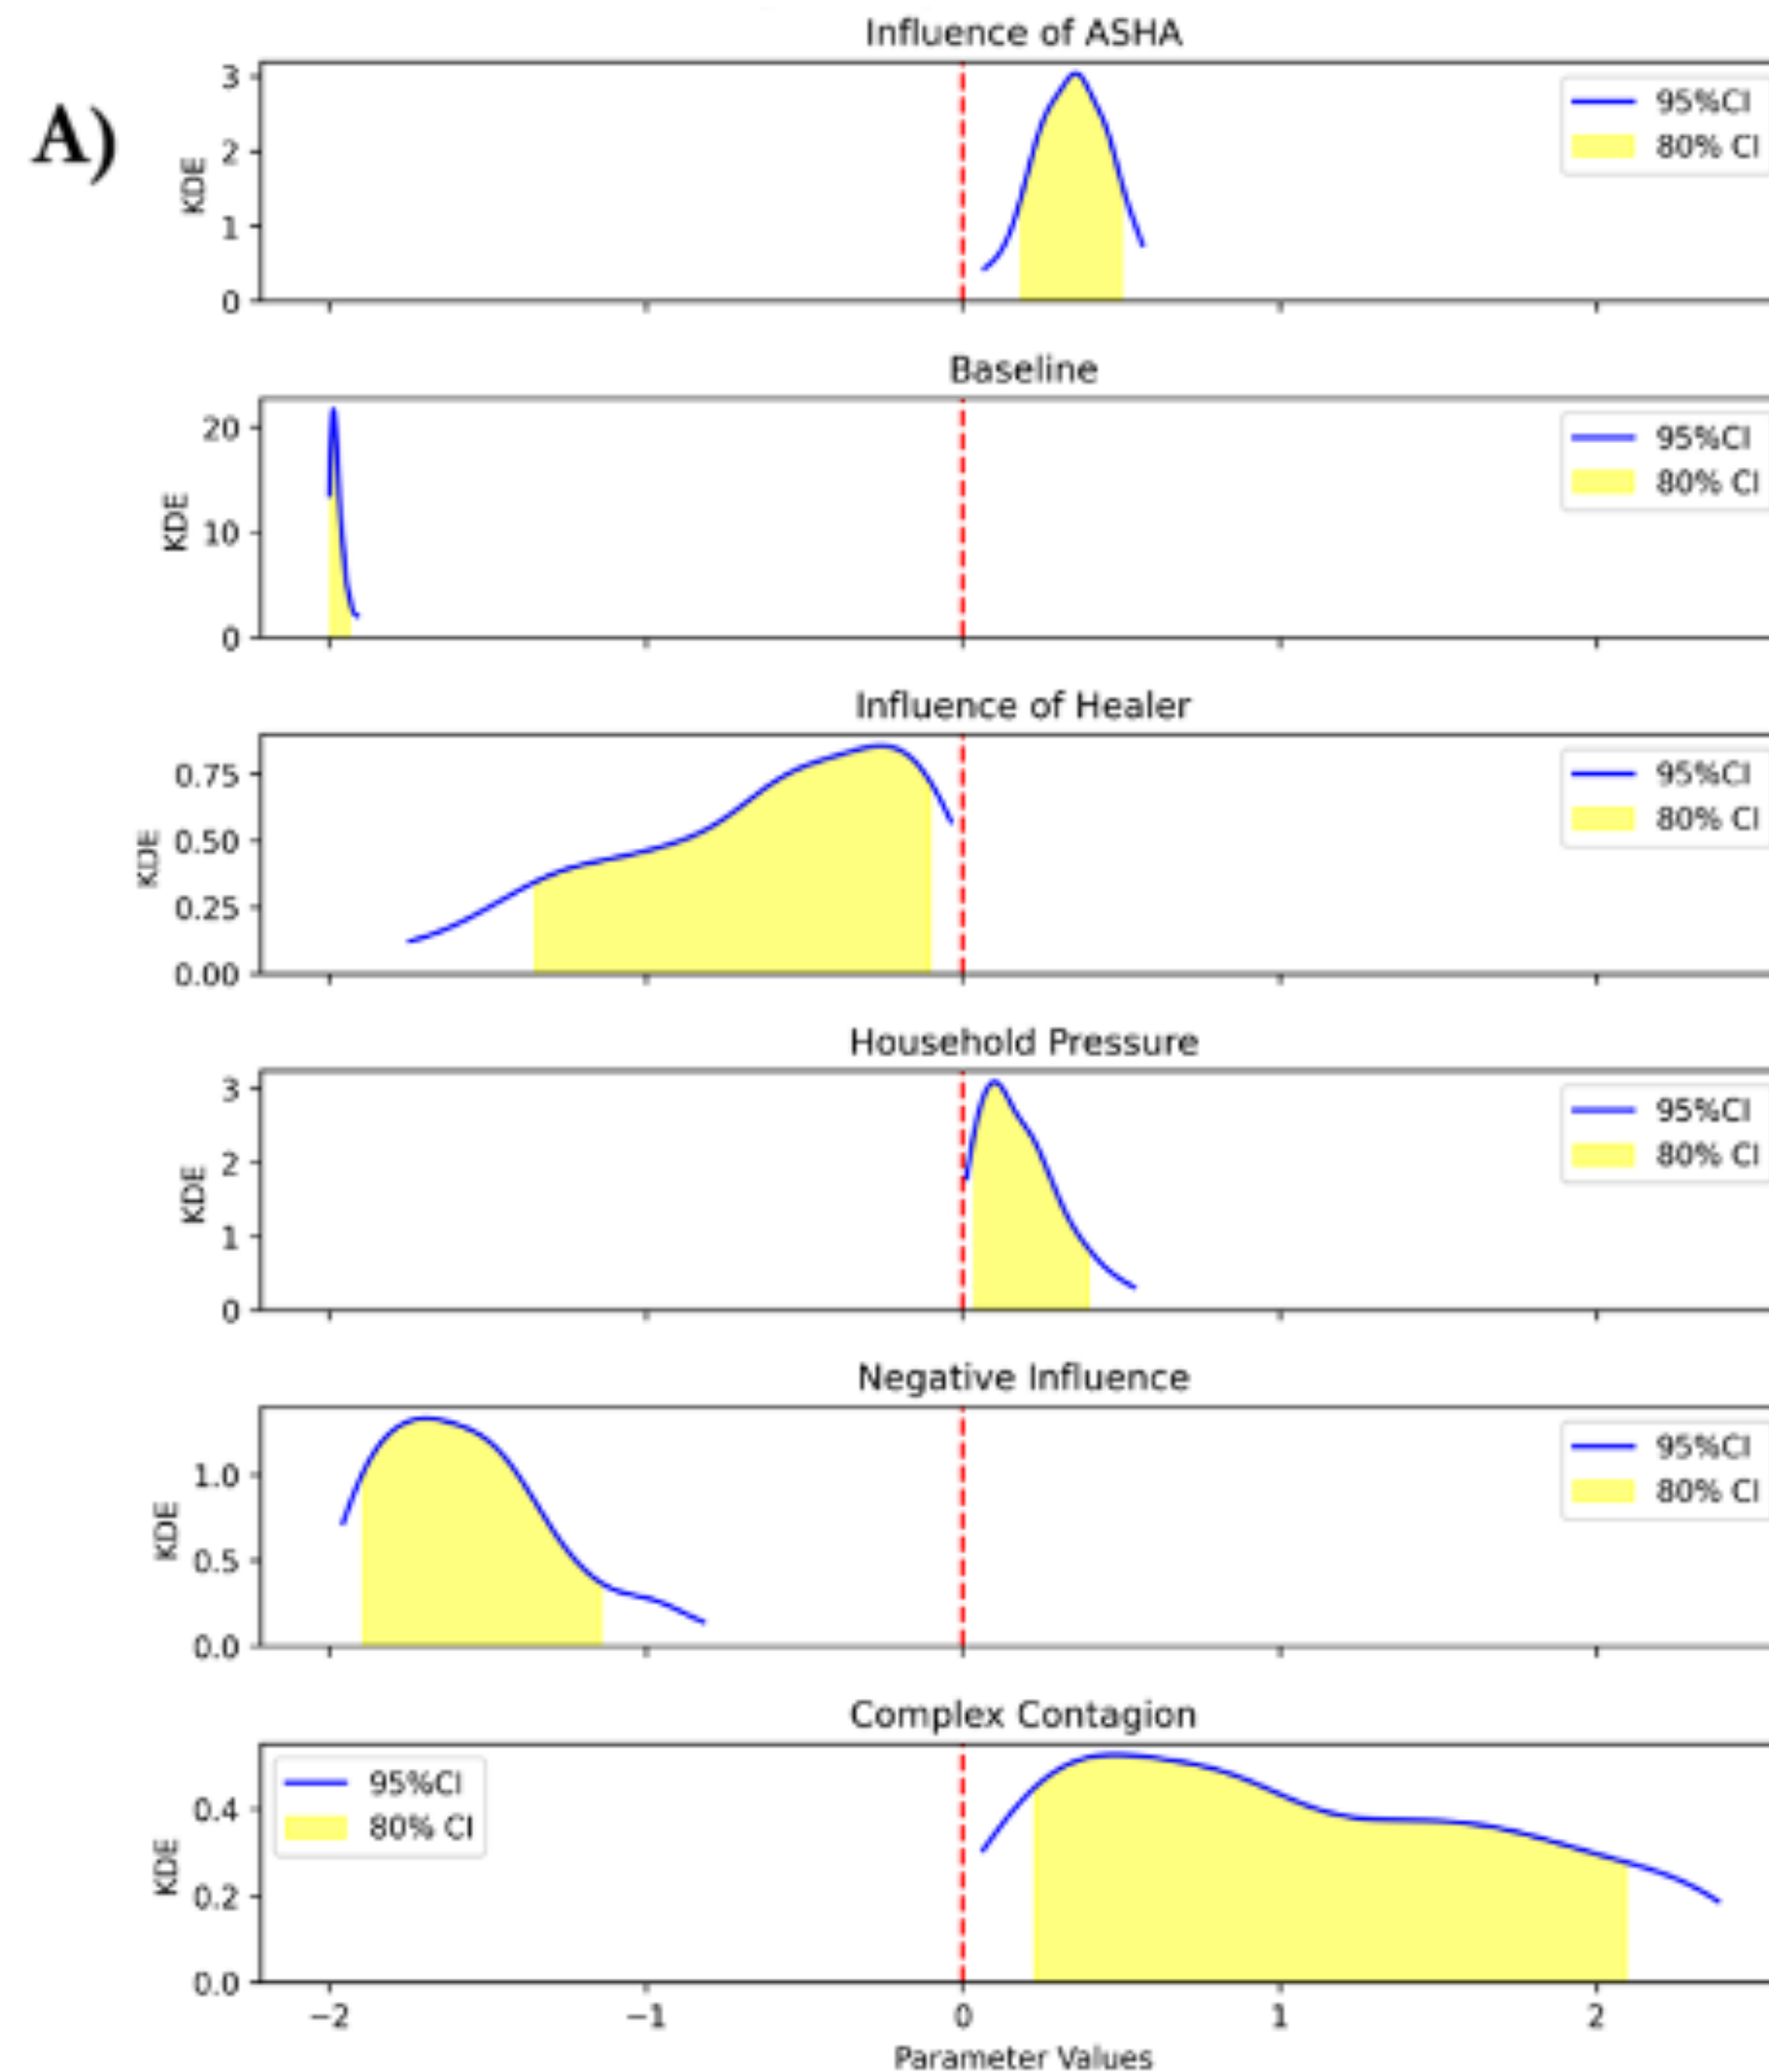 A)
Influence of ASHA
KDE
3
2
1
0
95%CI
80% CI
Baseline
KDE
20
10
0
95%CI
80% CI
Influence of Healer
KDE
0.75
0.50
0.25
0.00
95%CI
80% CI
Household Pressure
KDE
3
2
1
0
95%CI
80% CI
Negative Influence
KDE
1.0
0.5
0.0
95%CI
80% CI
Complex Contagion
KDE
0.4
0.2
0.0
95%CI
80% CI
−2 −1 0 1 2
Parameter Values